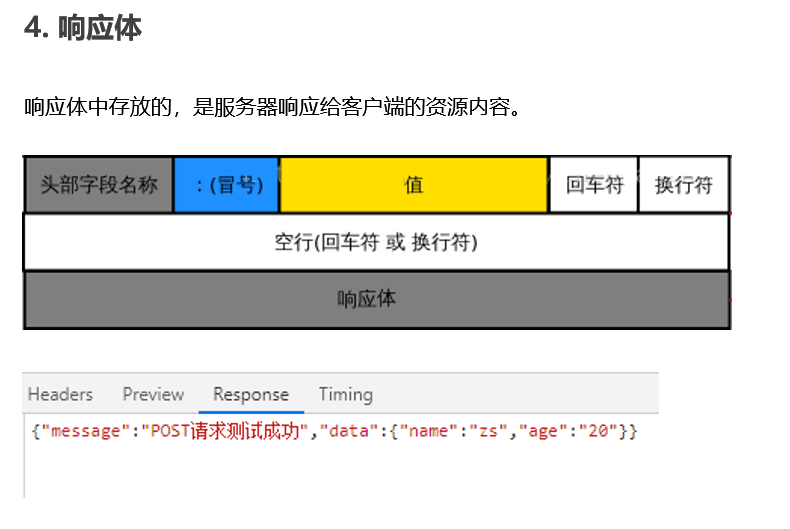 4. 响应体
响应体中存放的，是服务器响应给客户端的资源内容。
头部字段名称 ：(冒号) 值 回车符 换行符
空行(回车符 或 换行符)
响应体
Headers Preview Response Timing
{"message":"POST请求测试成功","data":{"name":"zs","age":"20"}}